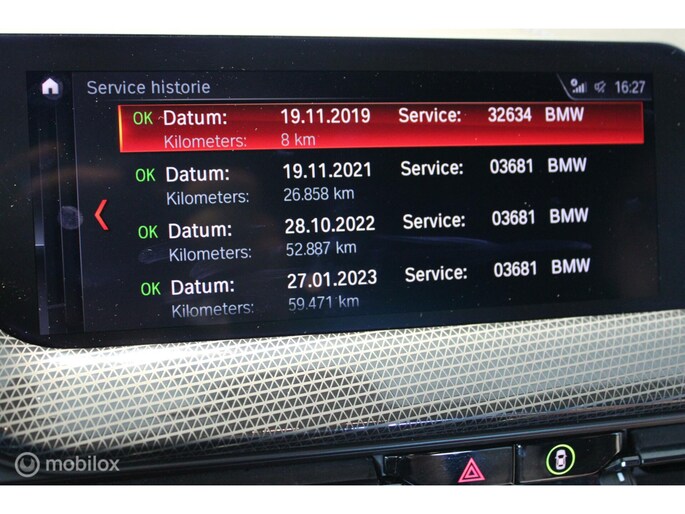 Service historie 16:27
OK Datum: 19.11.2019 Service: 32634 BMW
Kilometers: 8 km
OK Datum: 19.11.2021 Service: 03681 BMW
Kilometers: 26.858 km
OK Datum: 28.10.2022 Service: 03681 BMW
Kilometers: 52.887 km
OK Datum: 27.01.2023 Service: 03681 BMW
Kilometers: 59.471 km
mobilox